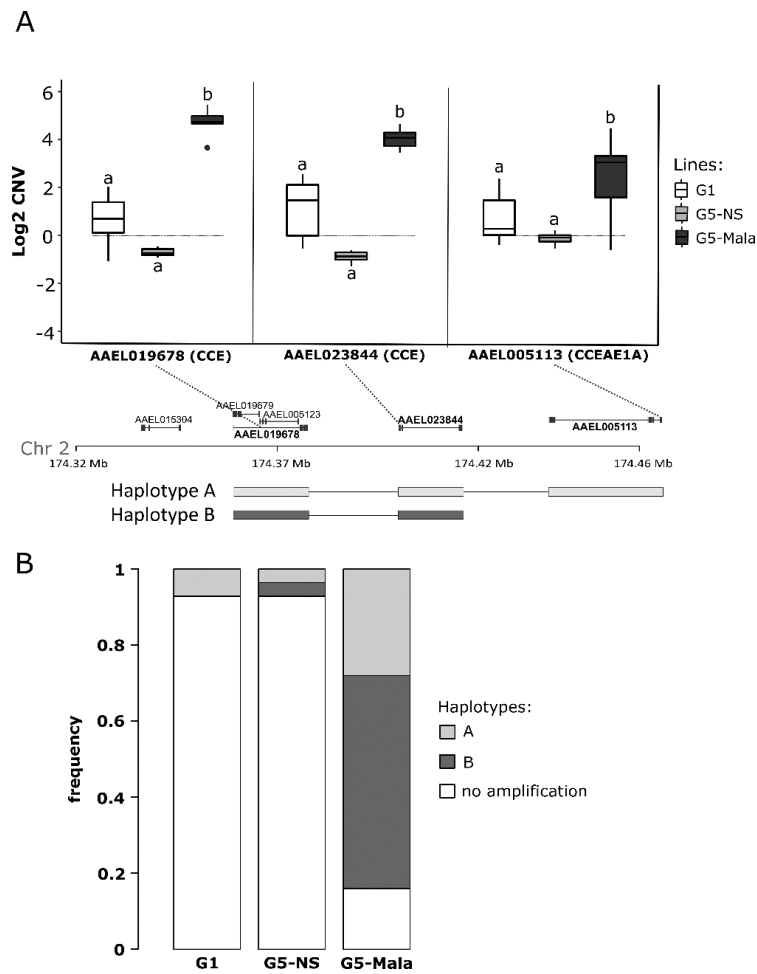 A
6
4
2
0
-2
-4
Log2 CNV
a
a
b
a
a
b
a
a
b
Lines:
G1
G5-NS
G5-Mala
AAEL019678 (CCE)
AAEL023844 (CCE)
AAEL005113 (CCEAE1A)
AAEL019679
AAEL015304
AAEL005123
AAEL023844
AAEL005113
AAEL019678
Chr 2
174.32 Mb
174.37 Mb
174.42 Mb
174.46 Mb
Haplotype A
Haplotype B
B
1
0.8
0.6
0.4
0.2
0
frequency
Haplotypes:
A
B
no amplification
G1
G5-NS
G5-Mala